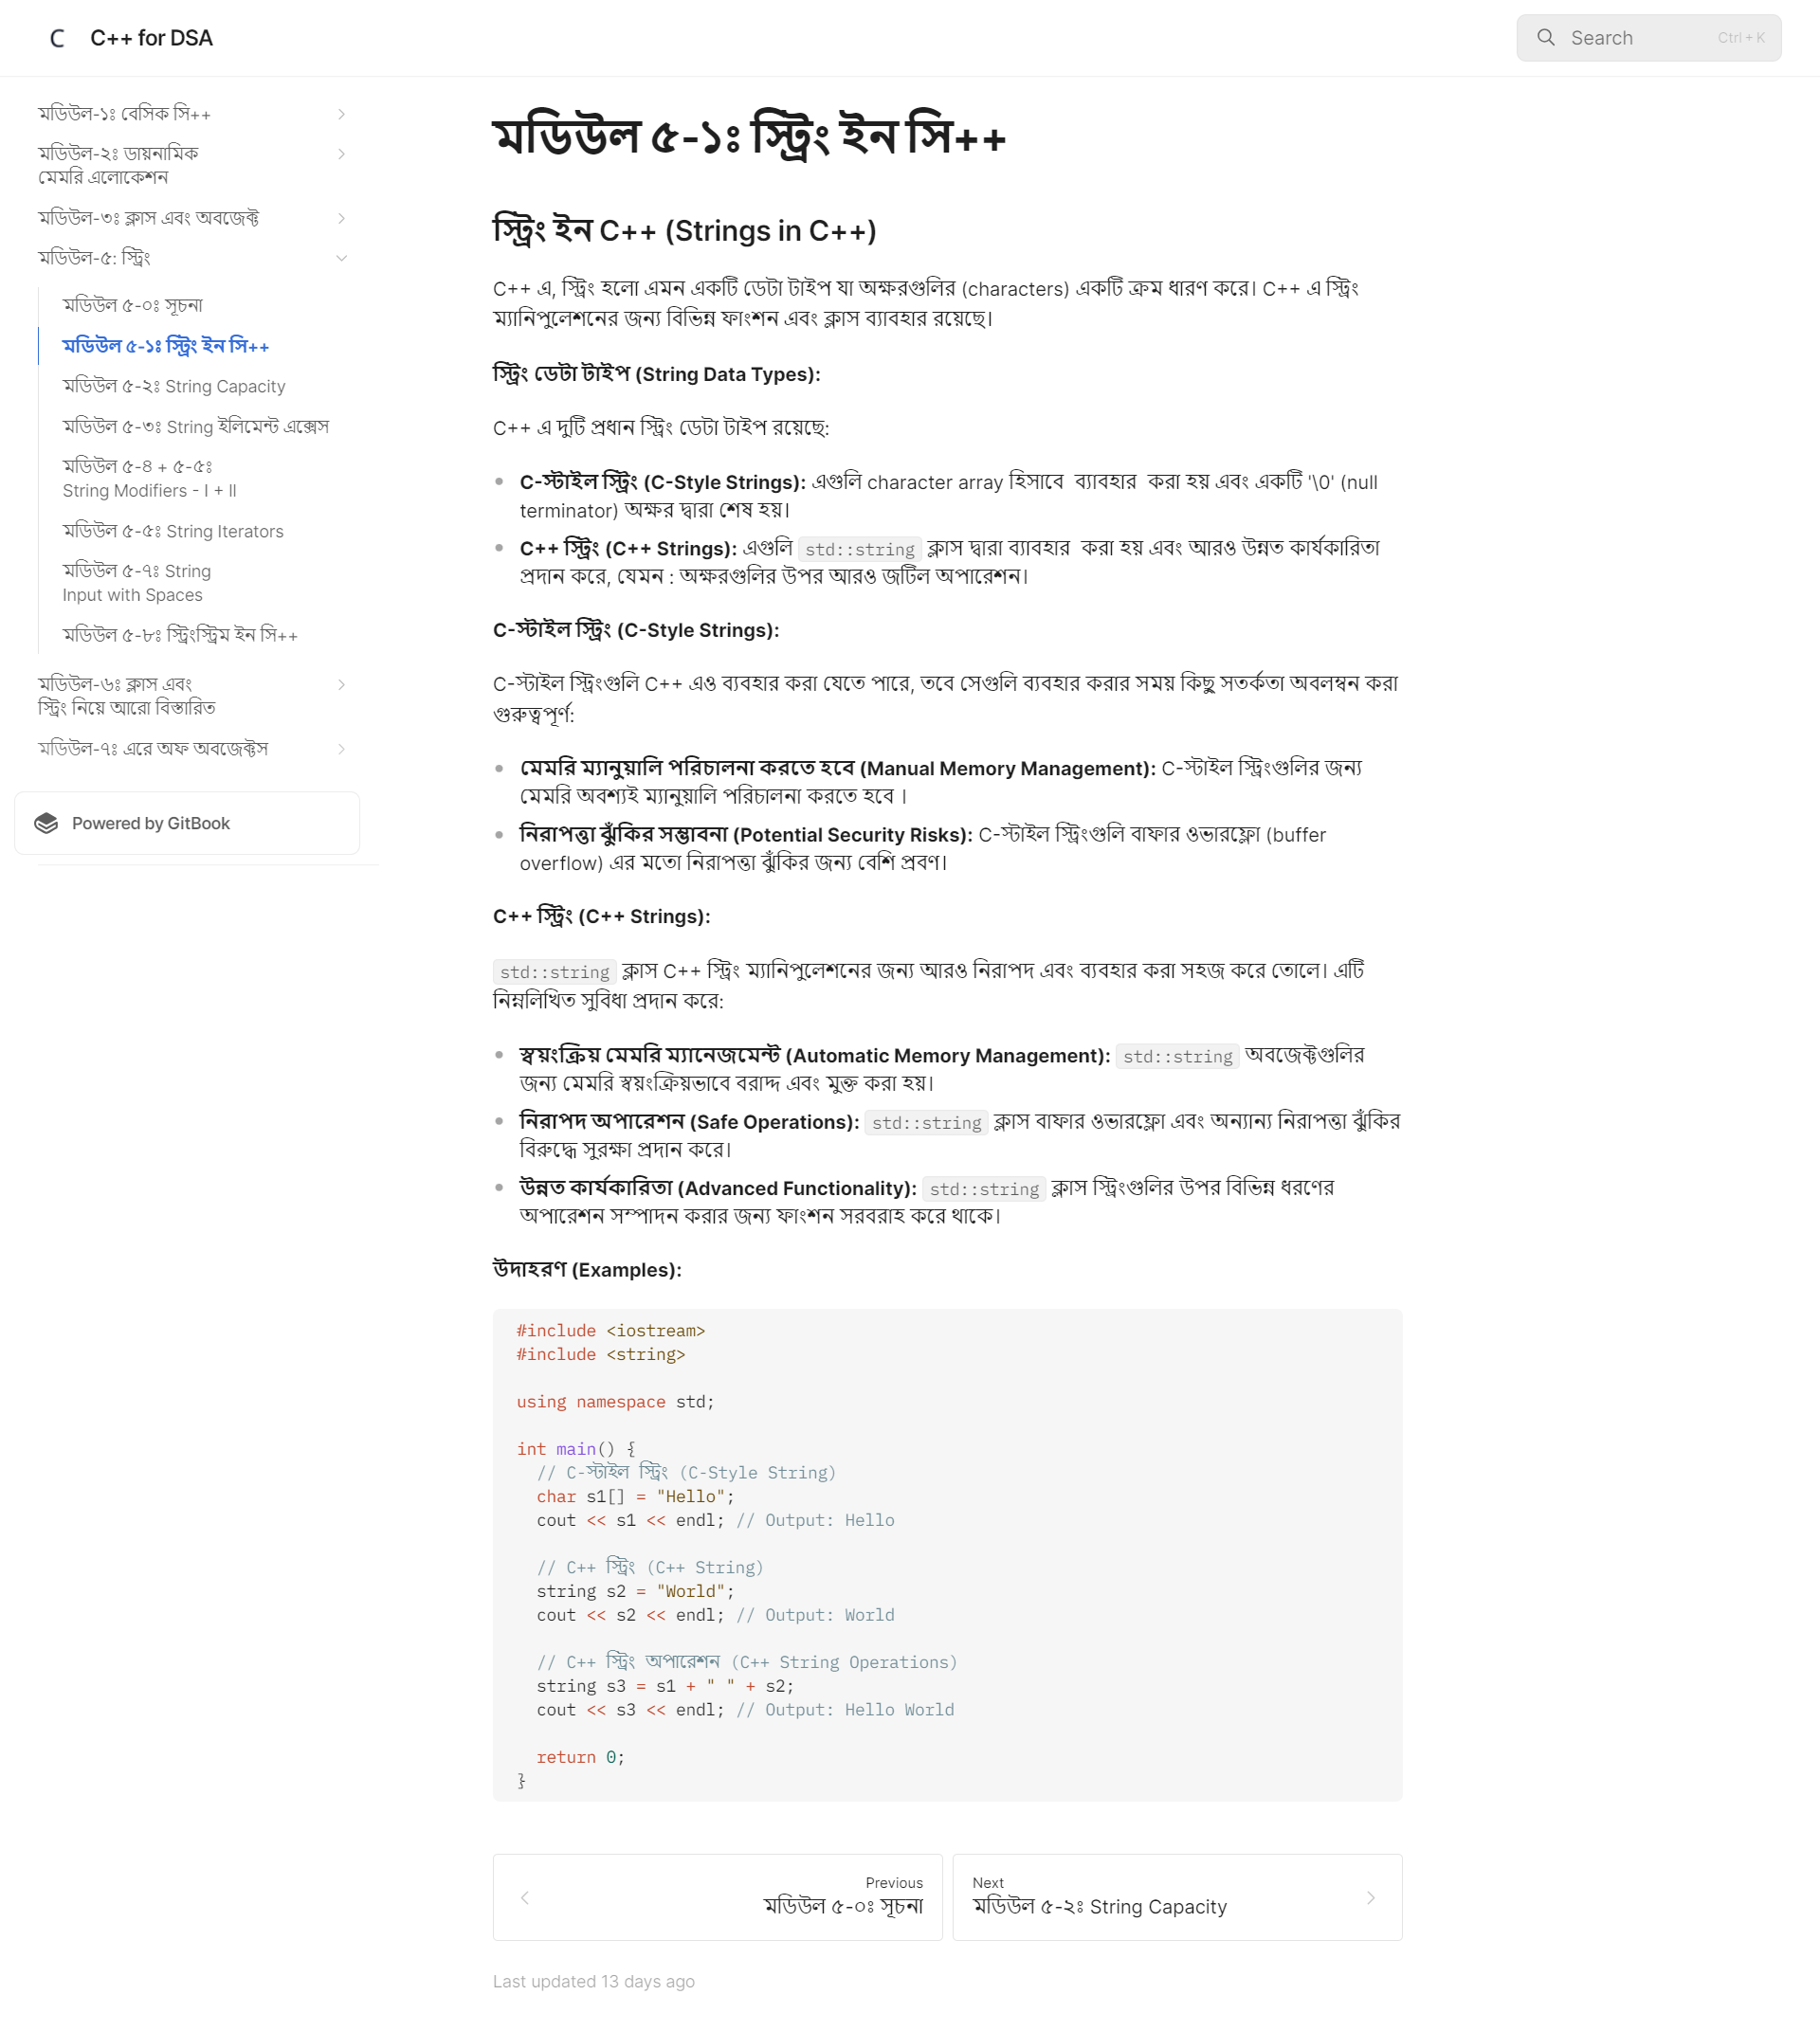 C C++ for DSA
Search Ctrl + K
মডিউল-১ঃ বেসিক সি++
মডিউল-২ঃ ডায়নামিক
মেমরি এলোকেশন
মডিউল-৩ঃ ক্লাস এবং অবজেক্ট
মডিউল-৫: স্ট্রিং
মডিউল ৫-০ঃ সূচনা
মডিউল ৫-১ঃ স্ট্রিং ইন সি++
মডিউল ৫-২ঃ String Capacity
মডিউল ৫-৩ঃ String ইলিমেন্ট এক্সেস
মডিউল ৫-৪ + ৫-৫ঃ
String Modifiers - I + II
মডিউল ৫-৫ঃ String Iterators
মডিউল ৫-৭ঃ String
Input with Spaces
মডিউল ৫-৮ঃ স্ট্রিংস্ট্রিম ইন সি++
মডিউল-৬ঃ ক্লাস এবং
স্ট্রিং নিয়ে আরো বিস্তারিত
মডিউল-৭ঃ এরে অফ অবজেক্টস
Powered by GitBook
মডিউল ৫-১ঃ স্ট্রিং ইন সি++
স্ট্রিং ইন C++ (Strings in C++)
C++ এ, স্ট্রিং হলো এমন একটি ডেটা টাইপ যা অক্ষরগুলির (characters) একটি ক্রম ধারণ করে। C++ এ স্ট্রিং
ম্যানিপুলেশনের জন্য বিভিন্ন ফাংশন এবং ক্লাস ব্যাবহার রয়েছে।
স্ট্রিং ডেটা টাইপ (String Data Types):
C++ এ দুটি প্রধান স্ট্রিং ডেটা টাইপ রয়েছে:
C-স্টাইল স্ট্রিং (C-Style Strings): এগুলি character array হিসাবে ব্যাবহার করা হয় এবং একটি '\0' (null
terminator) অক্ষর দ্বারা শেষ হয়।
C++ স্ট্রিং (C++ Strings): এগুলি std::string ক্লাস দ্বারা ব্যাবহার করা হয় এবং আরও উন্নত কার্যকারিতা
প্রদান করে, যেমন : অক্ষরগুলির উপর আরও জটিল অপারেশন।
C-স্টাইল স্ট্রিং (C-Style Strings):
C-স্টাইল স্ট্রিংগুলি C++ এও ব্যবহার করা যেতে পারে, তবে সেগুলি ব্যবহার করার সময় কিছু সতর্কতা অবলম্বন করা
গুরুত্বপূর্ণ:
মেমরি ম্যানুয়ালি পরিচালনা করতে হবে (Manual Memory Management): C-স্টাইল স্ট্রিংগুলির জন্য
মেমরি অবশ্যই ম্যানুয়ালি পরিচালনা করতে হবে ।
নিরাপত্তা ঝুঁকির সম্ভাবনা (Potential Security Risks): C-স্টাইল স্ট্রিংগুলি বাফার ওভারফ্লো (buffer
overflow) এর মতো নিরাপত্তা ঝুঁকির জন্য বেশি প্রবণ।
C++ স্ট্রিং (C++ Strings):
std::string ক্লাস C++ স্ট্রিং ম্যানিপুলেশনের জন্য আরও নিরাপদ এবং ব্যবহার করা সহজ করে তোলে। এটি
নিম্নলিখিত সুবিধা প্রদান করে:
স্বয়ংক্রিয় মেমরি ম্যানেজমেন্ট (Automatic Memory Management): std::string অবজেক্টগুলির
জন্য মেমরি স্বয়ংক্রিয়ভাবে বরাদ্দ এবং মুক্ত করা হয়।
নিরাপদ অপারেশন (Safe Operations): std::string ক্লাস বাফার ওভারফ্লো এবং অন্যান্য নিরাপত্তা ঝুঁকির
বিরুদ্ধে সুরক্ষা প্রদান করে।
উন্নত কার্যকারিতা (Advanced Functionality): std::string ক্লাস স্ট্রিংগুলির উপর বিভিন্ন ধরণের
অপারেশন সম্পাদন করার জন্য ফাংশন সরবরাহ করে থাকে।
উদাহরণ (Examples):
#include <iostream>
#include <string>
using namespace std;
int main() {
// C-স্টাইল স্ট্রিং (C-Style String)
char s1[] = "Hello";
cout << s1 << endl; // Output: Hello
// C++ স্ট্রিং (C++ String)
string s2 = "World";
cout << s2 << endl; // Output: World
// C++ স্ট্রিং অপারেশন (C++ String Operations)
string s3 = s1 + " " + s2;
cout << s3 << endl; // Output: Hello World
return 0;
}
Previous
মডিউল ৫-০ঃ সূচনা
Next
মডিউল ৫-২ঃ String Capacity
Last updated 13 days ago